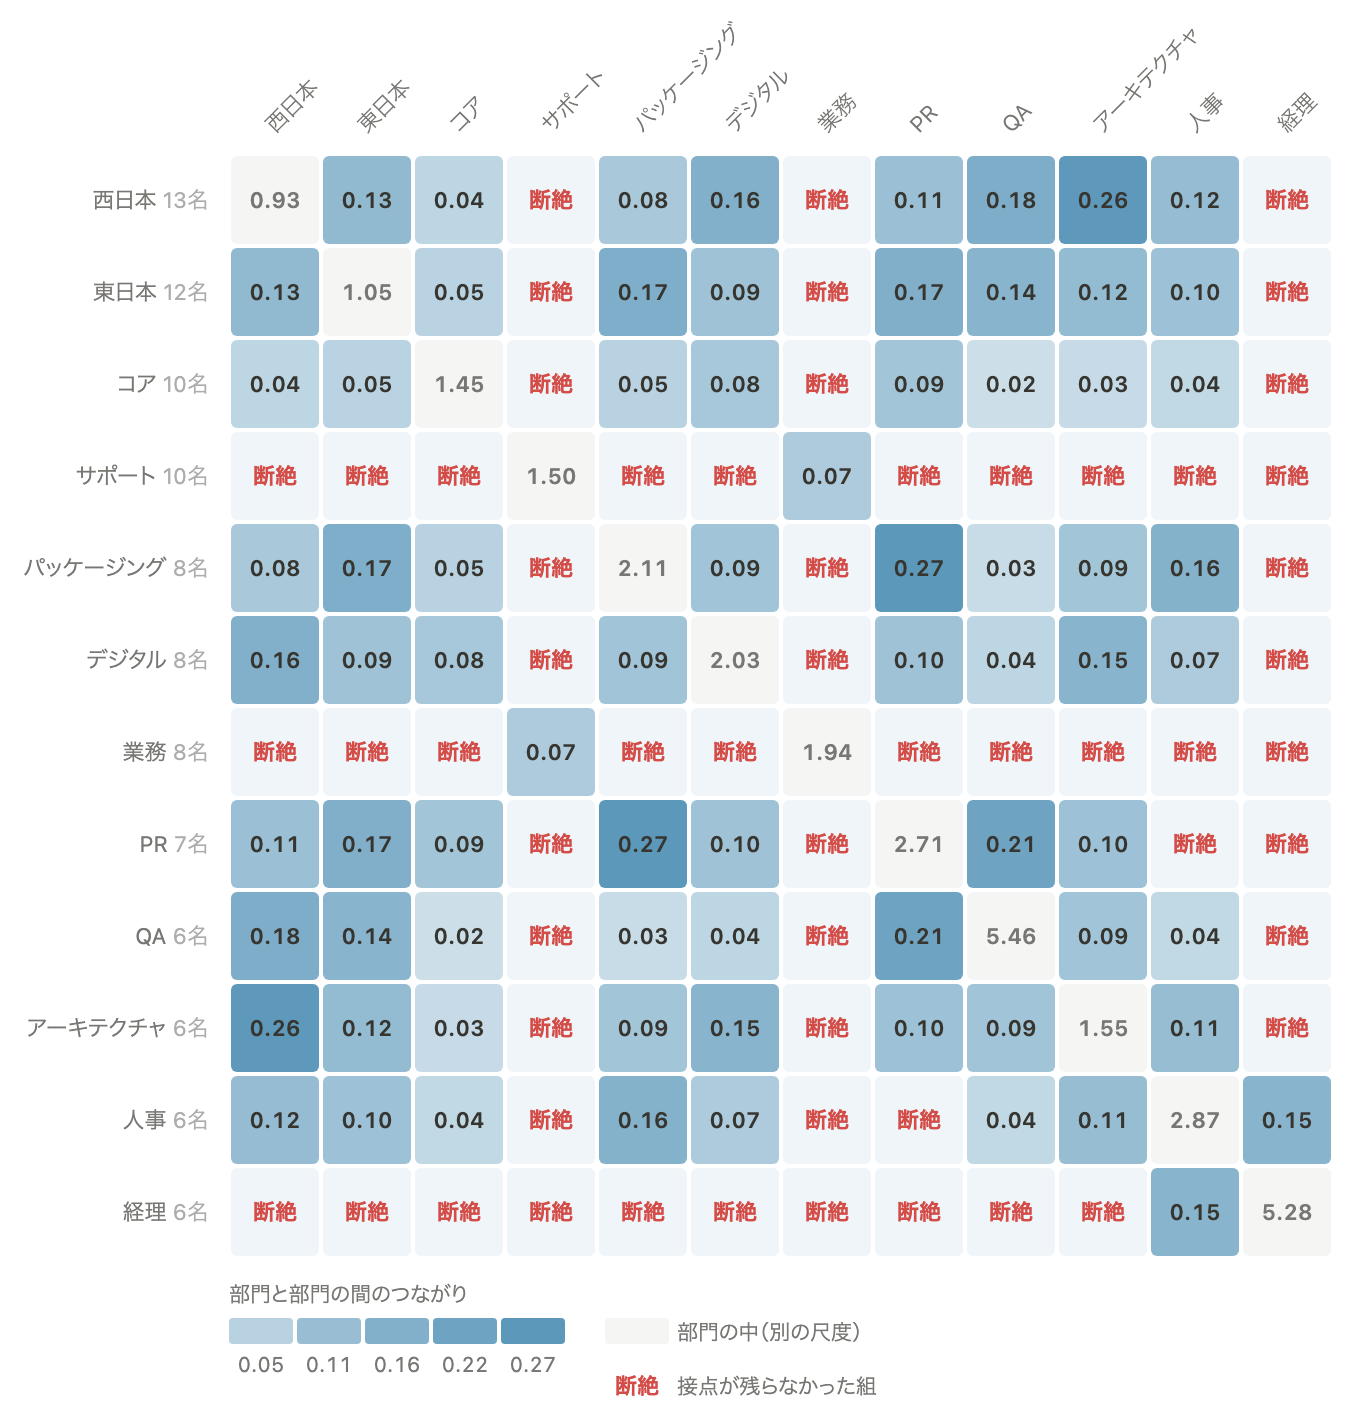 西日本 東日本 コア サポート パッケージング デジタル 業務 PR QA アーキテクチャ 人事 経理
西日本 13名 0.93 0.13 0.04 断絶 0.08 0.16 断絶 0.11 0.18 0.26 0.12 断絶
東日本 12名 0.13 1.05 0.05 断絶 0.17 0.09 断絶 0.17 0.14 0.12 0.10 断絶
コア 10名 0.04 0.05 1.45 断絶 0.05 0.08 断絶 0.09 0.02 0.03 0.04 断絶
サポート 10名 断絶 断絶 断絶 1.50 断絶 断絶 0.07 断絶 断絶 断絶 断絶 断絶
パッケージング 8名 0.08 0.17 0.05 断絶 2.11 0.09 断絶 0.27 0.03 0.09 0.16 断絶
デジタル 8名 0.16 0.09 0.08 断絶 0.09 2.03 断絶 0.10 0.04 0.15 0.07 断絶
業務 8名 断絶 断絶 断絶 0.07 断絶 断絶 1.94 断絶 断絶 断絶 断絶 断絶
PR 7名 0.11 0.17 0.09 断絶 0.27 0.10 断絶 2.71 0.21 0.10 断絶 断絶
QA 6名 0.18 0.14 0.02 断絶 0.03 0.04 断絶 0.21 5.46 0.09 0.04 断絶
アーキテクチャ 6名 0.26 0.12 0.03 断絶 0.09 0.15 断絶 0.10 0.09 1.55 0.11 断絶
人事 6名 0.12 0.10 0.04 断絶 0.16 0.07 断絶 断絶 0.04 0.11 2.87 0.15
経理 6名 断絶 断絶 断絶 断絶 断絶 断絶 断絶 断絶 断絶 断絶 0.15 5.28
部門と部門の間のつながり
部門の中（別の尺度）
0.05 0.11 0.16 0.22 0.27
断絶 接点が残らなかった組